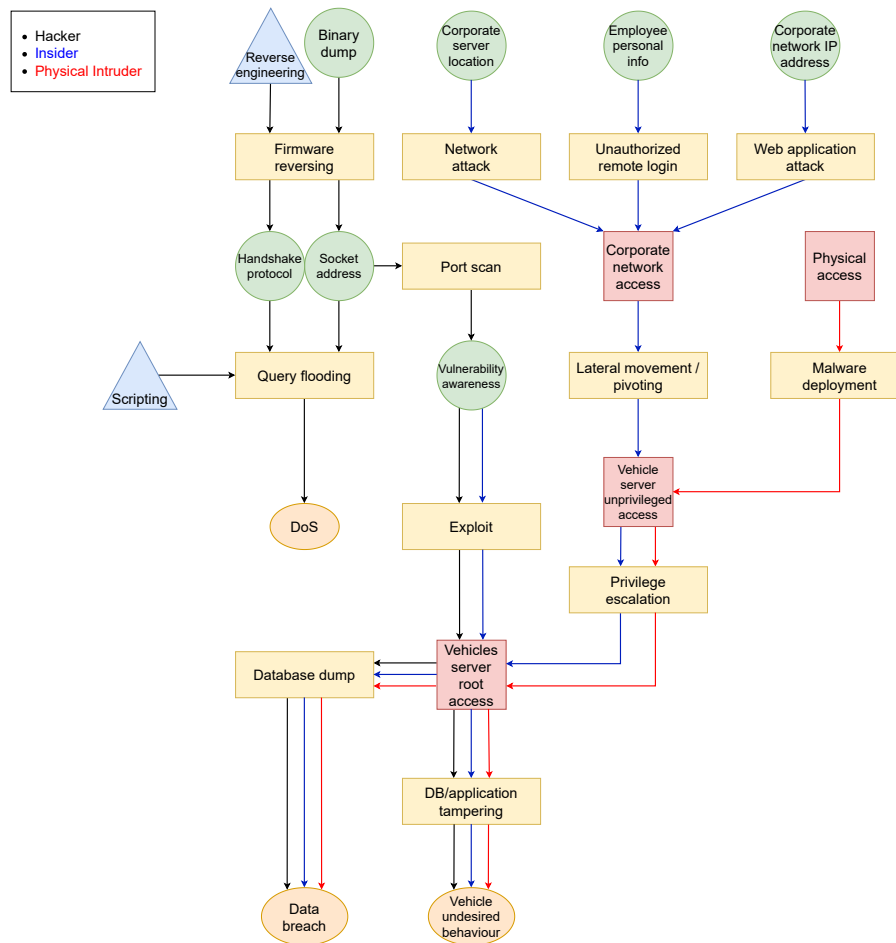 Hacker
Insider
Physical Intruder
Reverse
engineering
Binary
dump
Corporate
server
location
Employee
personal
info
Corporate
network IP
address
Firmware
reversing
Network
attack
Unauthorized
remote login
Web application
attack
Handshake
protocol
Socket
address
Port scan
Corporate
network
access
Physical
access
Scripting
Query flooding
Vulnerability
awareness
Lateral movement /
pivoting
Malware
deployment
DoS
Exploit
Vehicle
server
unprivileged
access
Privilege
escalation
Database dump
Vehicles
server
root
access
DB/application
tampering
Data
breach
Vehicle
undesired
behaviour